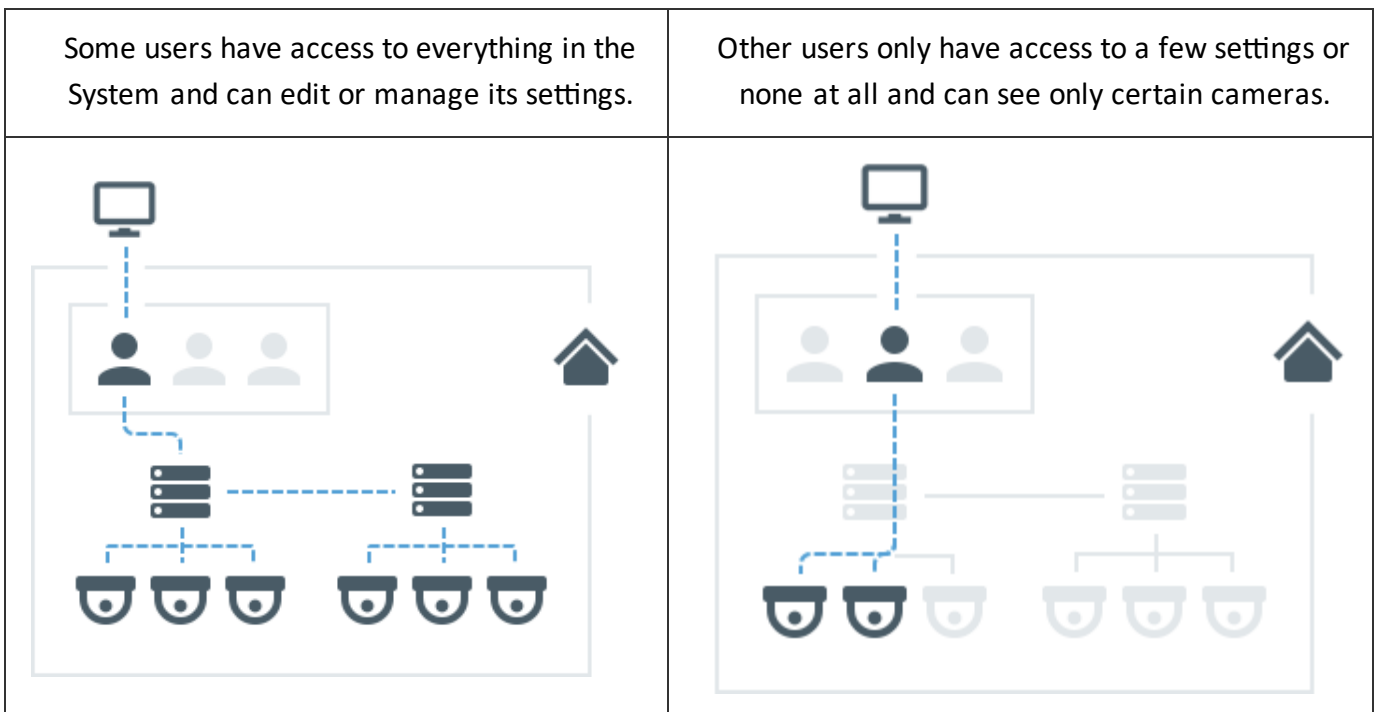 Some users have access to everything in the
System and can edit or manage its settings.
Other users only have access to a few settings or
none at all and can see only certain cameras.